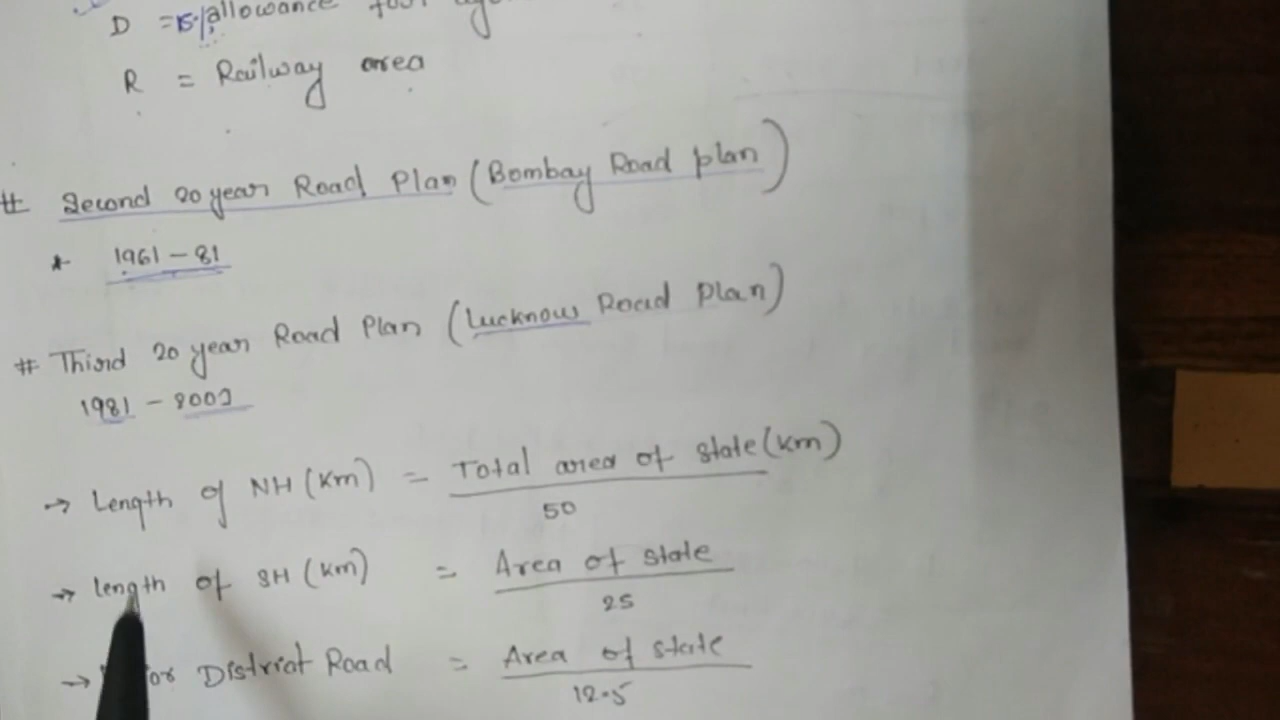 D = 15% allowance for
R = Railway area
# Second 20 year Road Plan (Bombay Road plan)
* 1961 - 81
# Third 20 year Road Plan (Lucknow Road Plan)
1981 - 2001
→ Length of NH (Km) = Total area of state (km) / 50
→ length of SH (km) = Area of state / 25
→ District Road = Area of state / 12.5